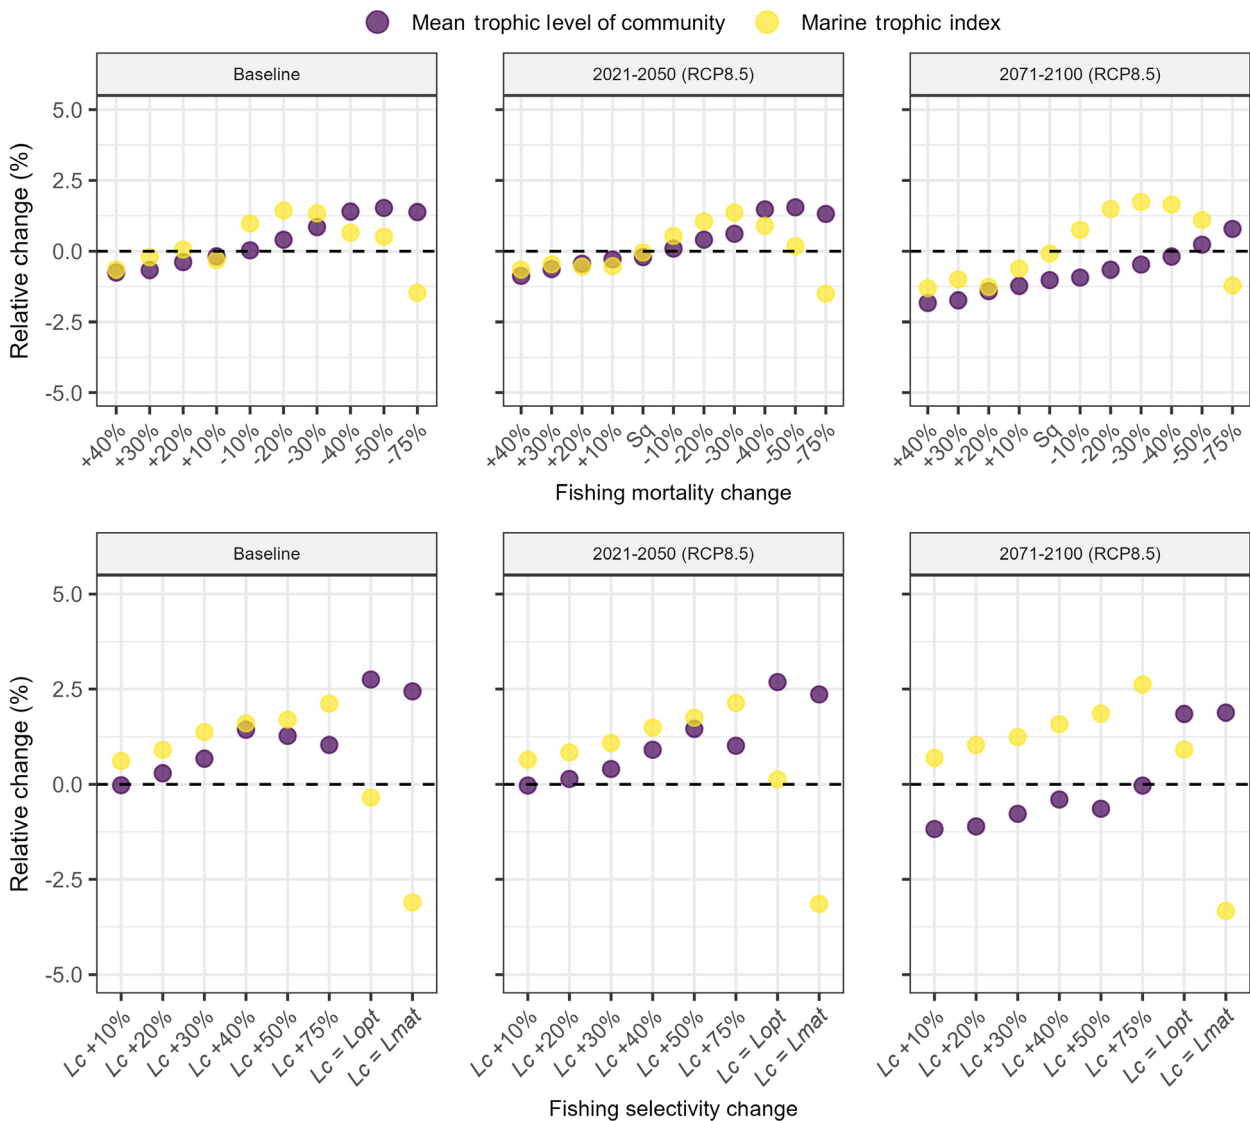 Mean trophic level of community Marine trophic index
Baseline 2021-2050 (RCP8.5) 2071-2100 (RCP8.5)
Relative change (%)
5.0
2.5
0.0
-2.5
-5.0
+40% +30% +20% +10% -10% -20% -30% -40% -50% -75%
+40% +30% +20% +10% Sq -10% -20% -30% -40% -50% -75%
+40% +30% +20% +10% Sq -10% -20% -30% -40% -50% -75%
Fishing mortality change
Baseline 2021-2050 (RCP8.5) 2071-2100 (RCP8.5)
Relative change (%)
5.0
2.5
0.0
-2.5
-5.0
Lc +10% Lc +20% Lc +30% Lc +40% Lc +50% Lc +75% Lc = Lopt Lc = Lmat
Lc +10% Lc +20% Lc +30% Lc +40% Lc +50% Lc +75% Lc = Lopt Lc = Lmat
Lc +10% Lc +20% Lc +30% Lc +40% Lc +50% Lc +75% Lc = Lopt Lc = Lmat
Fishing selectivity change